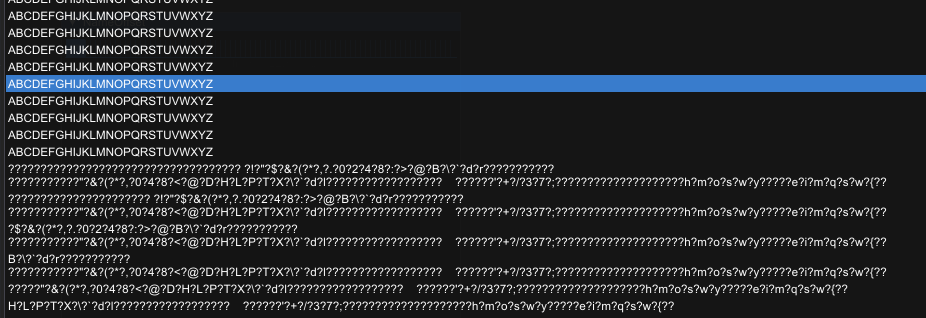 ABCDEFGHIJKLMNOPQRSTUVWXYZ
ABCDEFGHIJKLMNOPQRSTUVWXYZ
ABCDEFGHIJKLMNOPQRSTUVWXYZ
ABCDEFGHIJKLMNOPQRSTUVWXYZ
ABCDEFGHIJKLMNOPQRSTUVWXYZ
ABCDEFGHIJKLMNOPQRSTUVWXYZ
ABCDEFGHIJKLMNOPQRSTUVWXYZ
ABCDEFGHIJKLMNOPQRSTUVWXYZ
ABCDEFGHIJKLMNOPQRSTUVWXYZ
ABCDEFGHIJKLMNOPQRSTUVWXYZ
???????????????????????????????????? ?!?"?$?&?(?*?,?.?0?2?4?8?:?>?@?B?\?`?d?r???????????
???????????"?&?(?*?,?0?4?8?<?@?D?H?L?P?T?X?\?`?d?l??????????????????    ??????'?+?/?3?7?;????????????????????h?m?o?s?w?y?????e?i?m?q?s?w?{??
?????????????????????? ?!?"?$?&?(?*?,?.?0?2?4?8?:?>?@?B?\?`?d?r???????????
???????????"?&?(?*?,?0?4?8?<?@?D?H?L?P?T?X?\?`?d?l??????????????????    ??????'?+?/?3?7?;????????????????????h?m?o?s?w?y?????e?i?m?q?s?w?{??
?$?&?(?*?,?.?0?2?4?8?:?>?@?B?\?`?d?r???????????
???????????"?&?(?*?,?0?4?8?<?@?D?H?L?P?T?X?\?`?d?l??????????????????    ??????'?+?/?3?7?;????????????????????h?m?o?s?w?y?????e?i?m?q?s?w?{??
B?\?`?d?r???????????
???????????"?&?(?*?,?0?4?8?<?@?D?H?L?P?T?X?\?`?d?l??????????????????    ??????'?+?/?3?7?;????????????????????h?m?o?s?w?y?????e?i?m?q?s?w?{??
?????"?&?(?*?,?0?4?8?<?@?D?H?L?P?T?X?\?`?d?l??????????????????    ??????'?+?/?3?7?;????????????????????h?m?o?s?w?y?????e?i?m?q?s?w?{??
H?L?P?T?X?\?`?d?l??????????????????    ??????'?+?/?3?7?;????????????????????h?m?o?s?w?y?????e?i?m?q?s?w?{??